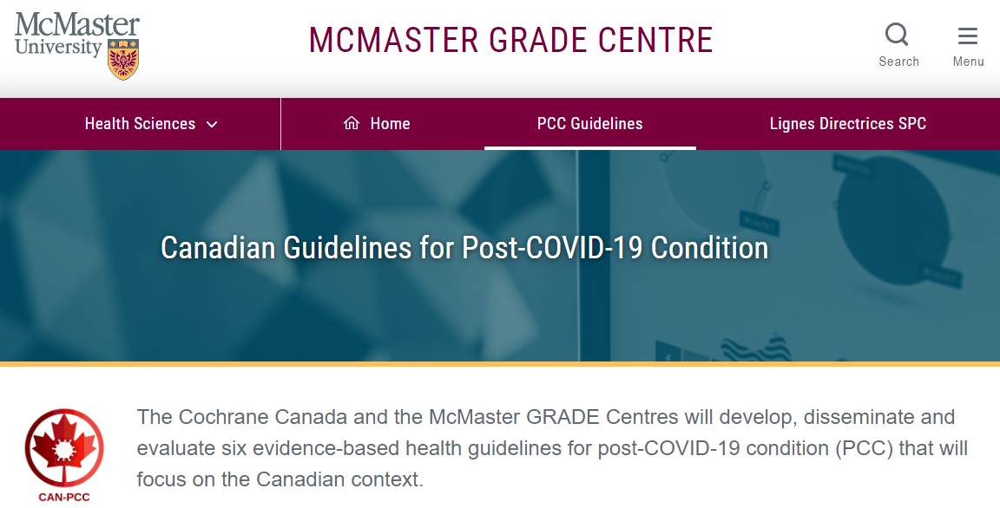 McMaster
University
MCMASTER GRADE CENTRE
Search
Menu
Health Sciences
Home
PCC Guidelines
Lignes Directrices SPC
Canadian Guidelines for Post-COVID-19 Condition
The Cochrane Canada and the McMaster GRADE Centres will develop, disseminate and
evaluate six evidence-based health guidelines for post-COVID-19 condition (PCC) that will
focus on the Canadian context.
CAN-PCC